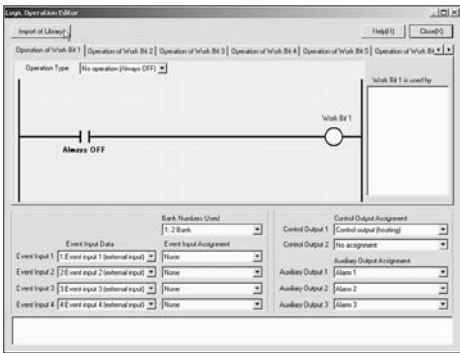 Logic Operation Editor
Import of Library
Help(H)
Close(X)
Operation of Work Bit 1
Operation of Work Bit 2
Operation of Work Bit 3
Operation of Work Bit 4
Operation of Work Bit 5
Operation of Work Bit
Operation Type
No operation (Always OFF)
Work Bit 1 is used by
Work Bit 1
Always OFF
Bank Numbers Used
1: 2 Bank
Event Input Data
Event Input Assignment
Event Input 1
1:Event input 1 (external input)
None
Event Input 2
2:Event input 2 (external input)
None
Event Input 3
3:Event input 3 (external input)
None
Event Input 4
4:Event input 4 (external input)
None
Control Output Assignment
Control Output 1
Control output (heating)
Control Output 2
No assignment
Auxiliary Output Assignment
Auxiliary Output 1
Alarm 1
Auxiliary Output 2
Alarm 2
Auxiliary Output 3
Alarm 3